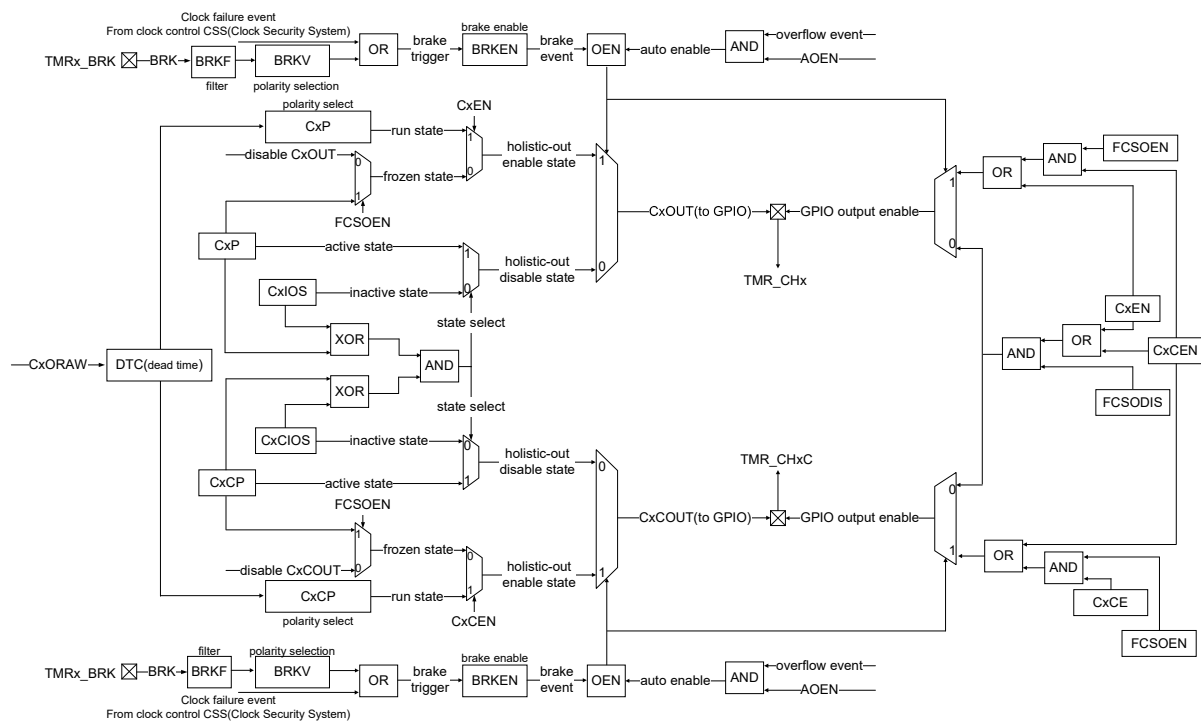 Clock failure event
From clock control CSS(Clock Security System)
TMRx_BRK
BRK
BRKF
filter
BRKV
polarity selection
OR
brake
trigger
brake enable
BRKEN
brake
event
OEN
auto enable
AND
overflow event
AOEN
polarity select
CxP
run state
CxEN
1
0
disable CxOUT
0
1
frozen state
FCSOEN
holistic-out
enable state
1
0
CxP
active state
1
0
holistic-out
disable state
CxIOS
inactive state
state select
XOR
AND
CxOUT(to GPIO)
GPIO output enable
TMR_CHx
1
0
OR
AND
FCSOEN
CxEN
OR
AND
CxCEN
FCSODIS
CxORAW
DTC(dead time)
XOR
state select
CxCIOS
inactive state
0
1
holistic-out
disable state
CxCP
active state
FCSOEN
1
0
frozen state
disable CxCOUT
0
1
holistic-out
enable state
CxCP
polarity select
run state
CxCEN
0
1
TMR_CHxC
CxCOUT(to GPIO)
GPIO output enable
0
1
OR
AND
CxCE
FCSOEN
TMRx_BRK
BRK
filter
BRKF
polarity selection
BRKV
Clock failure event
From clock control CSS(Clock Security System)
OR
brake
trigger
brake enable
BRKEN
brake
event
OEN
auto enable
AND
overflow event
AOEN